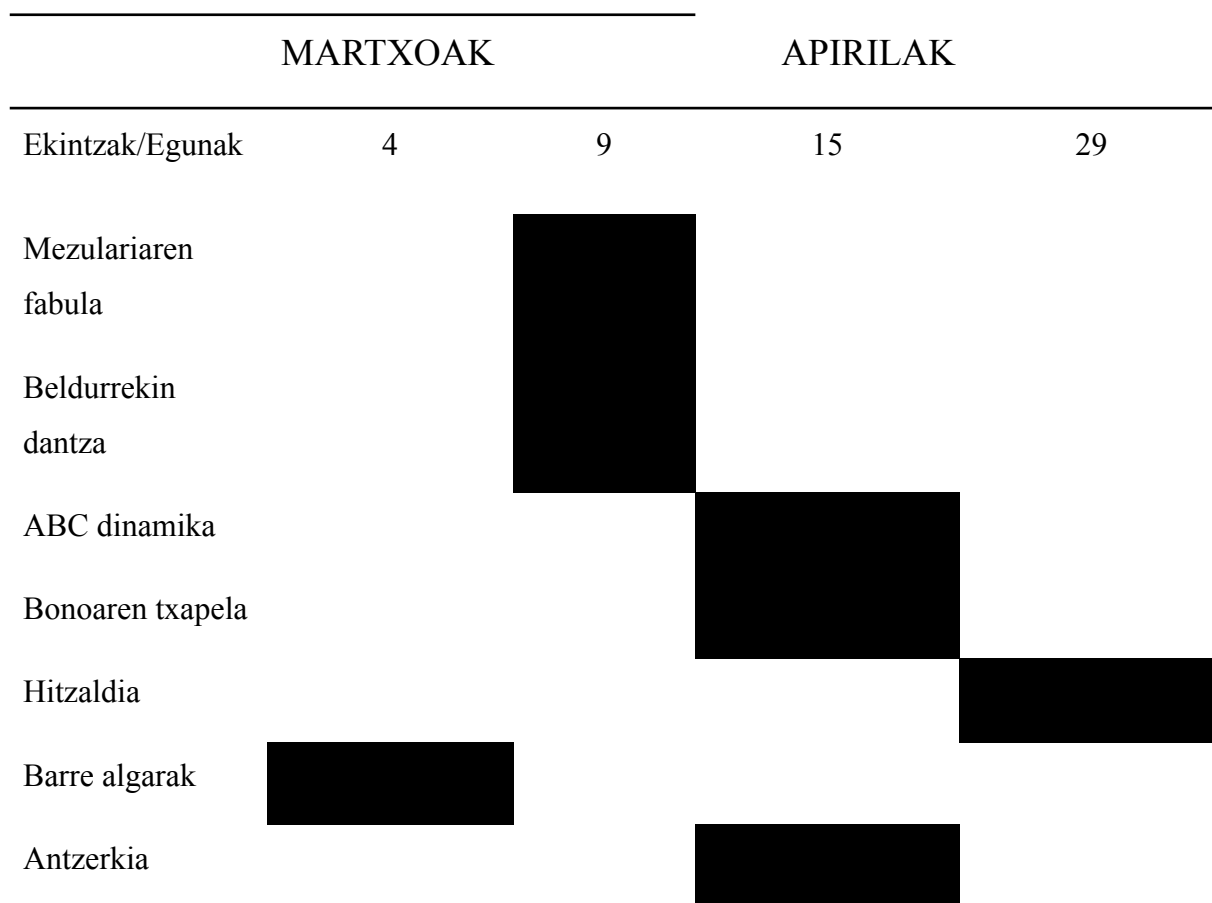 MARTXOAK APIRILAK
Ekintzak/Egunak 4 9 15 29
Mezulariaren
fabula
Beldurrekin
dantza
ABC dinamika
Bonoaren txapela
Hitzaldia
Barre algarak
Antzerkia